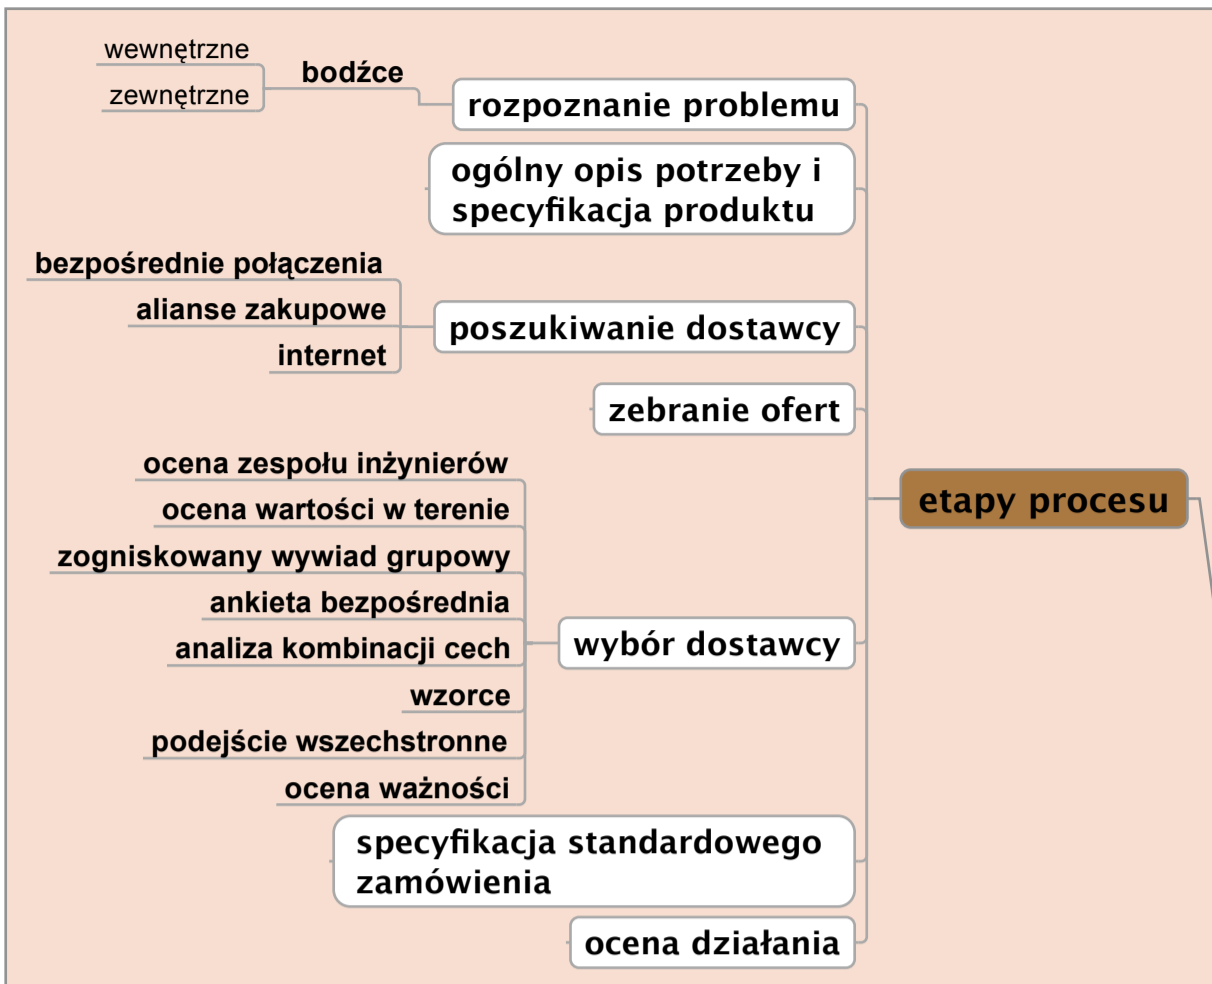 wewnętrzne
zewnętrzne
bodźce
rozpoznanie problemu
ogólny opis potrzeby i
specyfikacja produktu
bezpośrednie połączenia
alianse zakupowe
internet
poszukiwanie dostawcy
zebranie ofert
etapy procesu
ocena zespołu inżynierów
ocena wartości w terenie
zogniskowany wywiad grupowy
ankieta bezpośrednia
analiza kombinacji cech
wzorce
podejście wszechstronne
ocena ważności
wybór dostawcy
specyfikacja standardowego
zamówienia
ocena działania